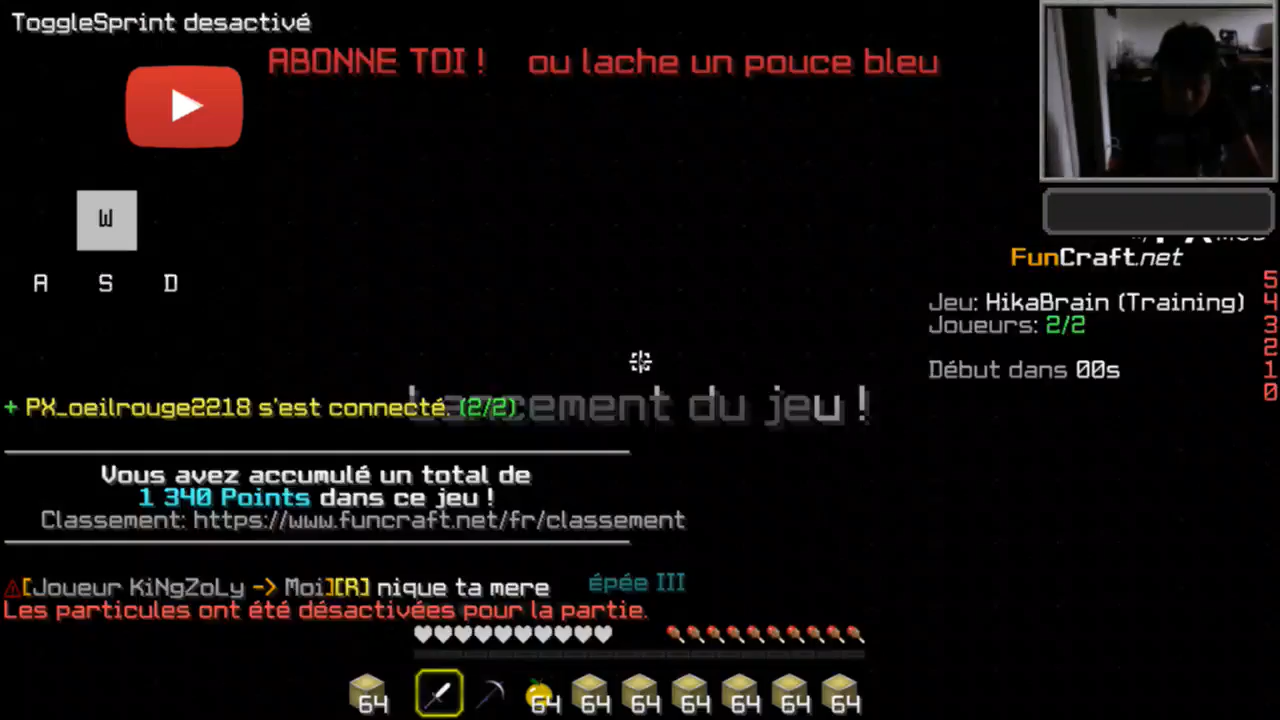 ToggleSprint desactivé
ABONNE TOI ! ou lache un pouce bleu
W
A S D
FunCraft.net
Jeu: HikaBrain (Training)
Joueurs: 2/2
Début dans 00s
5
4
3
2
1
0
Lancement du jeu !
+ PX_oeilrouge2218 s'est connecté. (2/2)
Vous avez accumulé un total de
1 340 Points dans ce jeu !
Classement: https://www.funcraft.net/fr/classement
⚠[Joueur KiNgZoLy -> Moi][R] nique ta mere
épée III
Les particules ont été désactivées pour la partie.
64 64 64 64 64 64 64 64